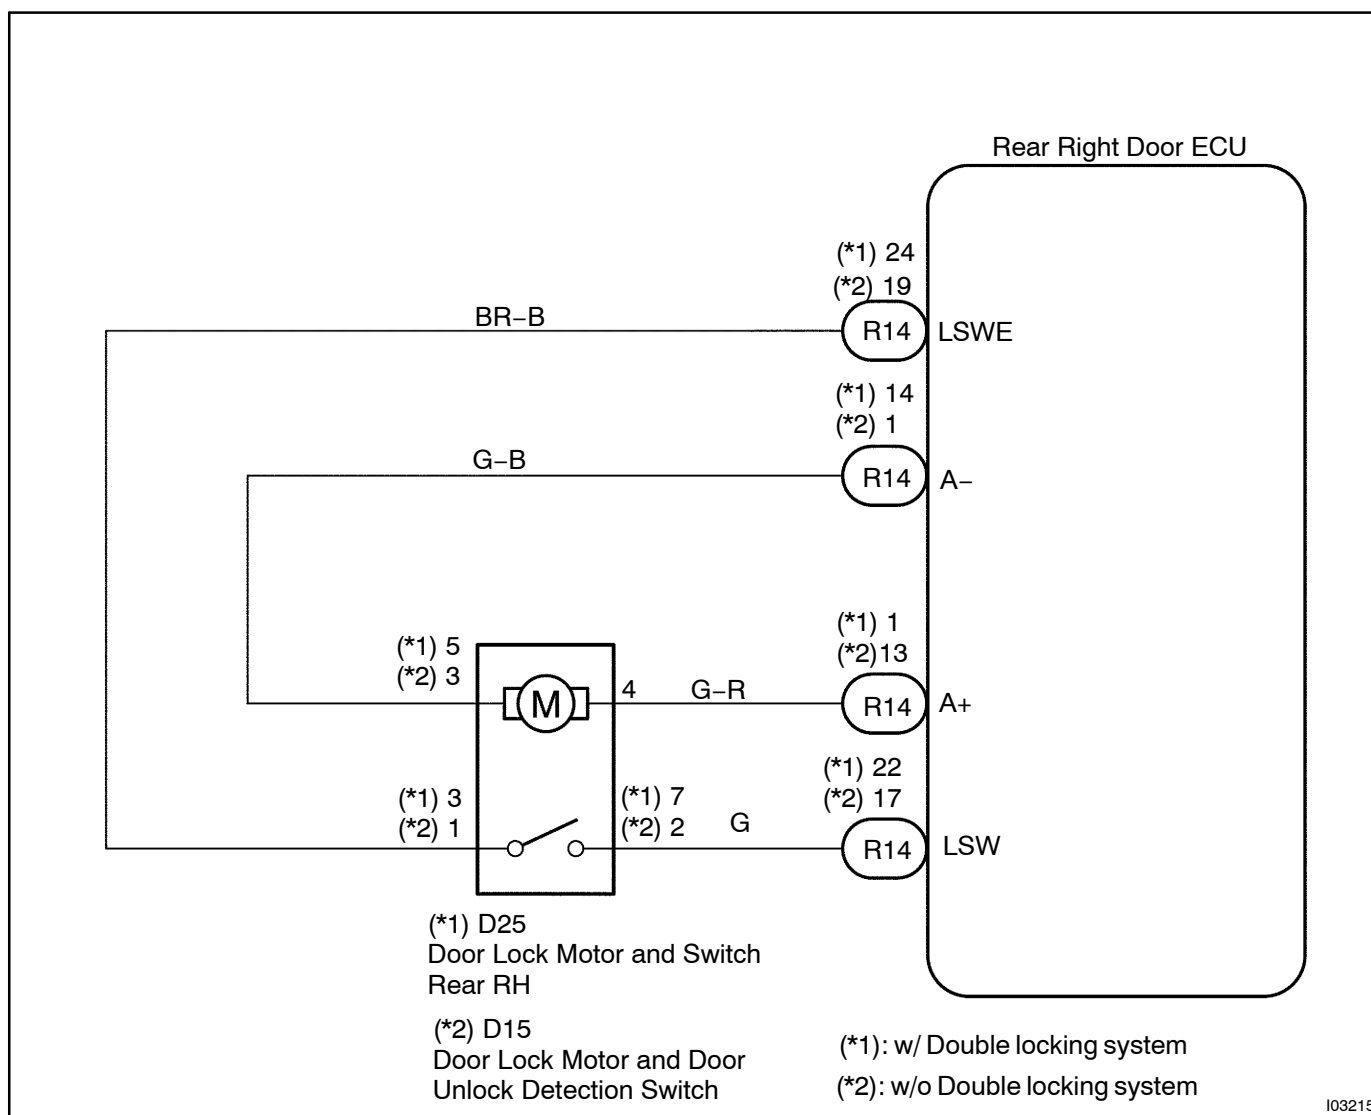 Rear Right Door ECU
(*1) 24
(*2) 19
BR−B
R14
LSWE
(*1) 14
(*2) 1
G−B
R14
A−
(*1) 1
(*2)13
(*1) 5
(*2) 3
M
4
G−R
R14
A+
(*1) 22
(*2) 17
(*1) 3
(*2) 1
(*1) 7
(*2) 2
G
R14
LSW
(*1) D25
Door Lock Motor and Switch
Rear RH
(*2) D15
Door Lock Motor and Door
Unlock Detection Switch
(*1): w/ Double locking system
(*2): w/o Double locking system
I03215